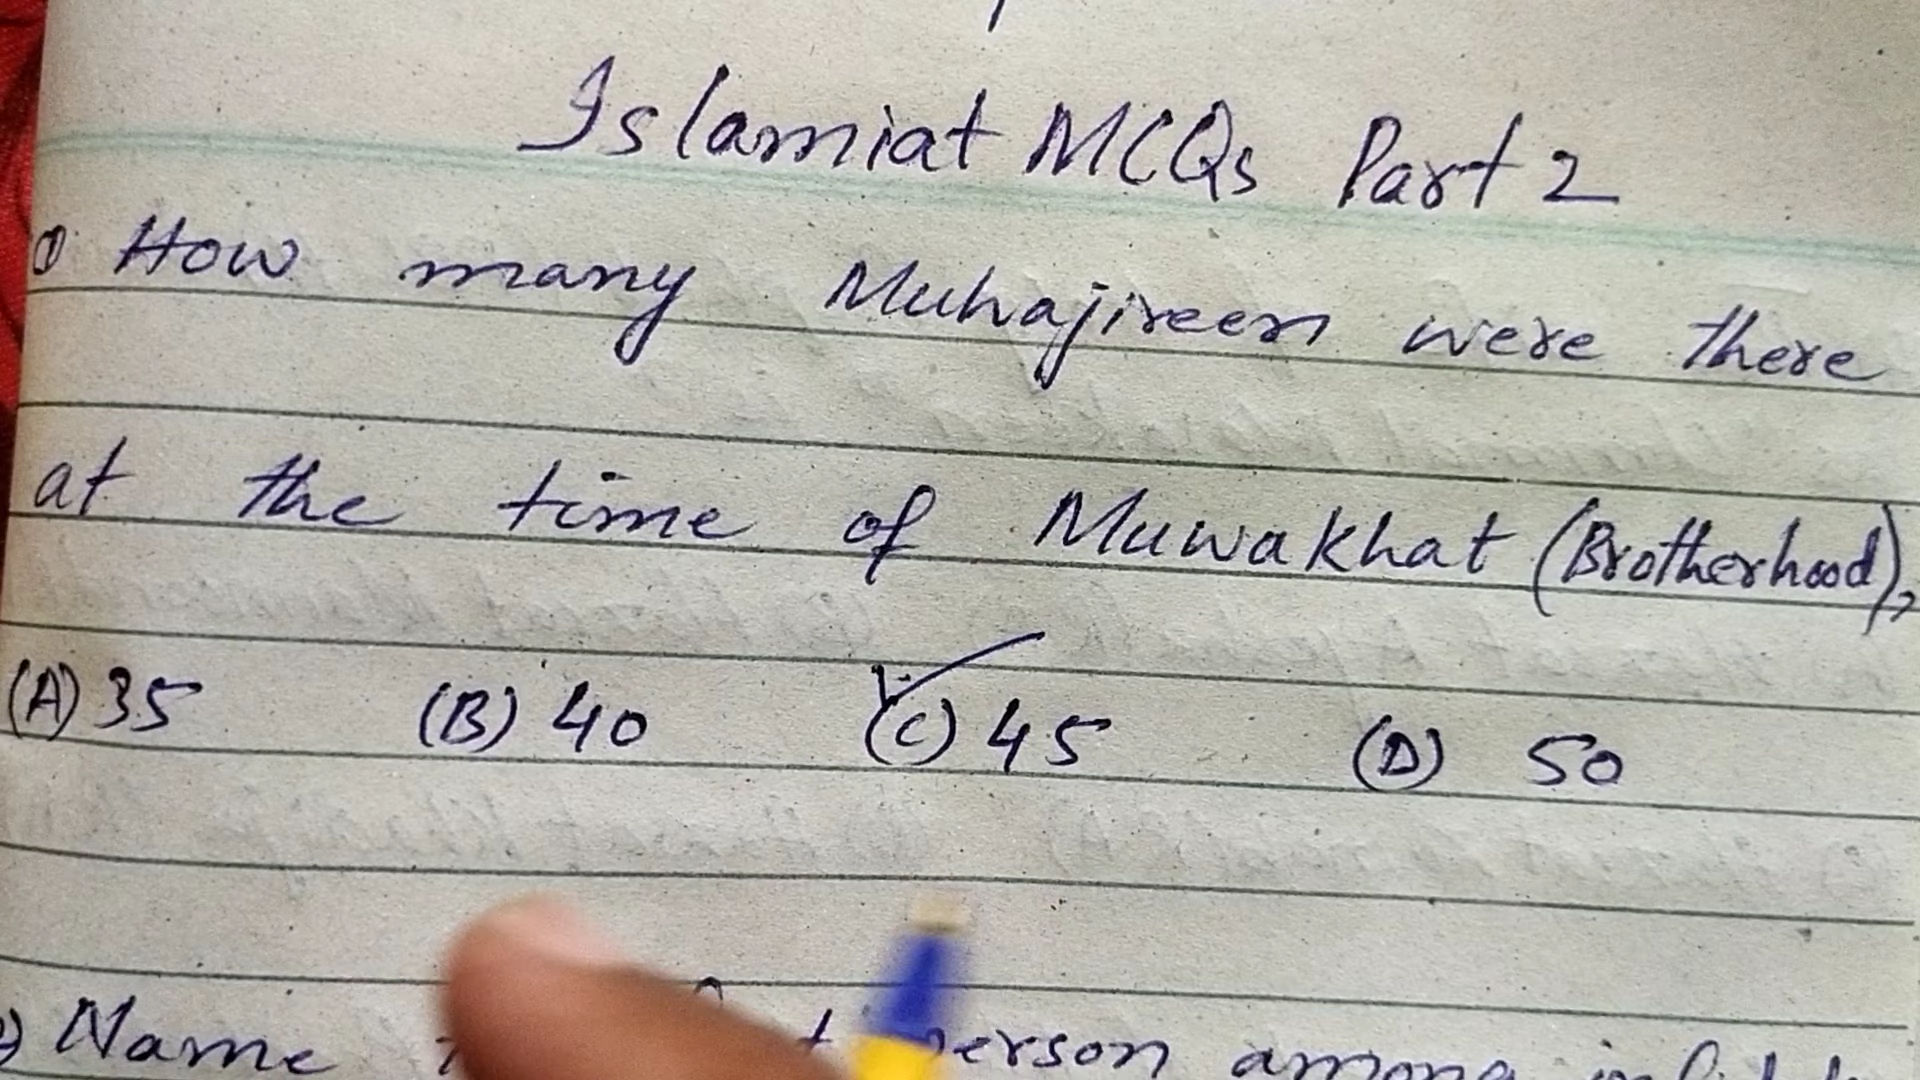 Islamiat MCQs Part 2
① How many Muhajireen were there
at the time of Muwakhat (Brotherhood),
(A) 35 (B) 40 (C) 45 (D) 50
Name person among